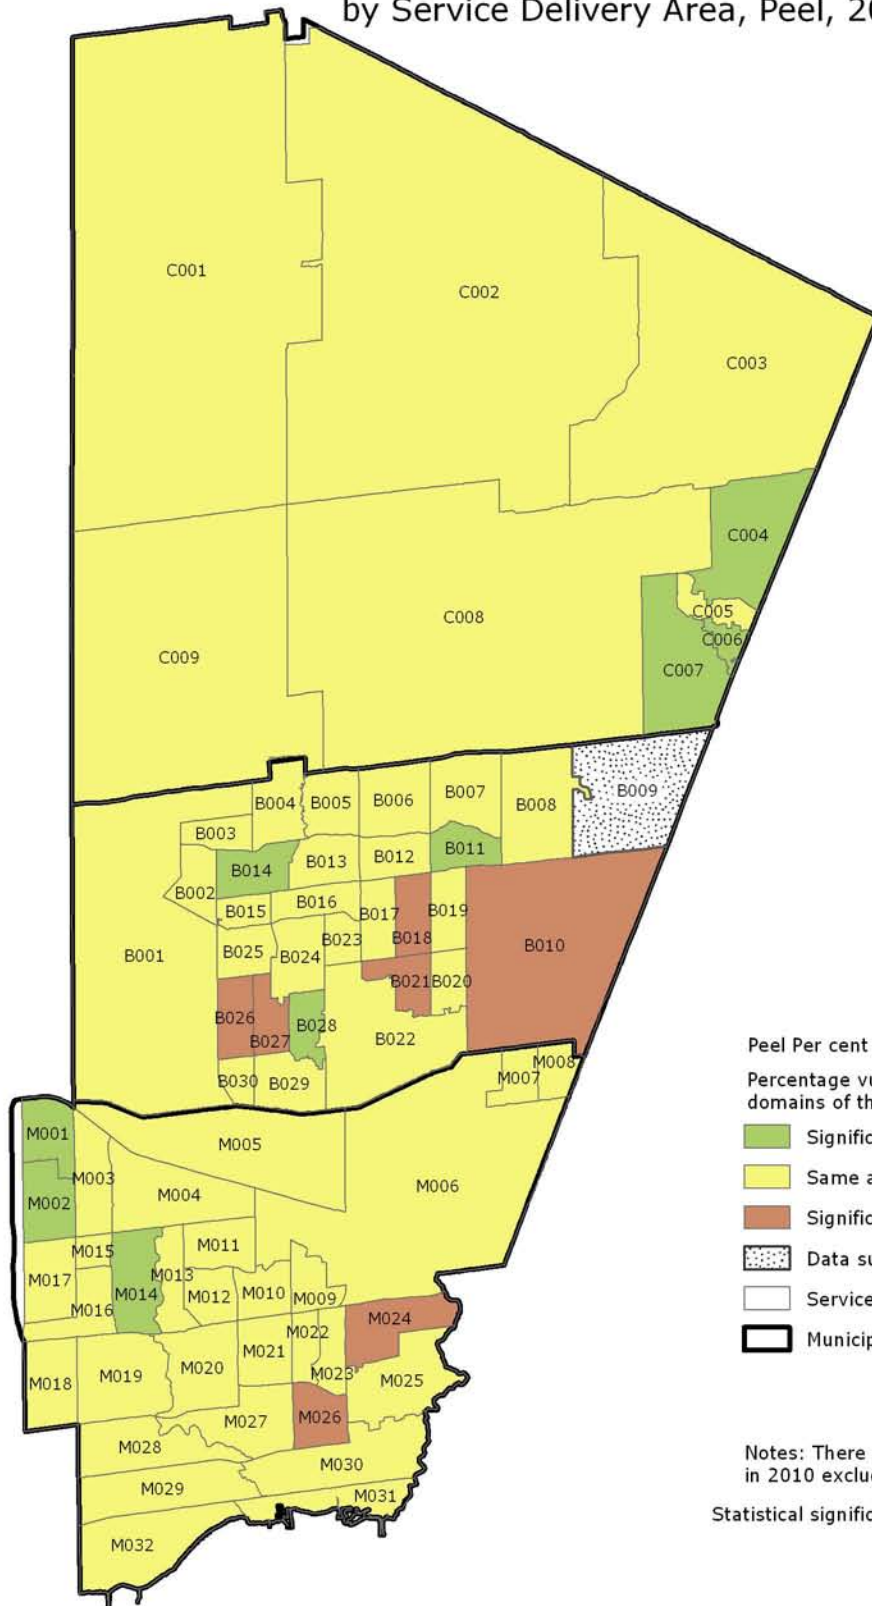 by Service Delivery Area, Peel, 20
C001
C002
C003
C004
C005
C006
C007
C008
C009
B004
B005
B006
B007
B008
B009
B003
B014
B013
B012
B011
B002
B015
B016
B017
B018
B019
B010
B001
B025
B024
B023
B021
B020
B026
B027
B028
B022
B030
B029
M007
M008
M001
M002
M003
M005
M004
M006
M015
M011
M017
M014
M013
M016
M012
M010
M009
M024
M022
M021
M018
M019
M020
M023
M025
M027
M026
M028
M030
M029
M031
M032
Peel Per cent
Percentage vu
domains of th
Signific
Same a
Signific
Data su
Service
Municip
Notes: There
in 2010 exclu
Statistical signific